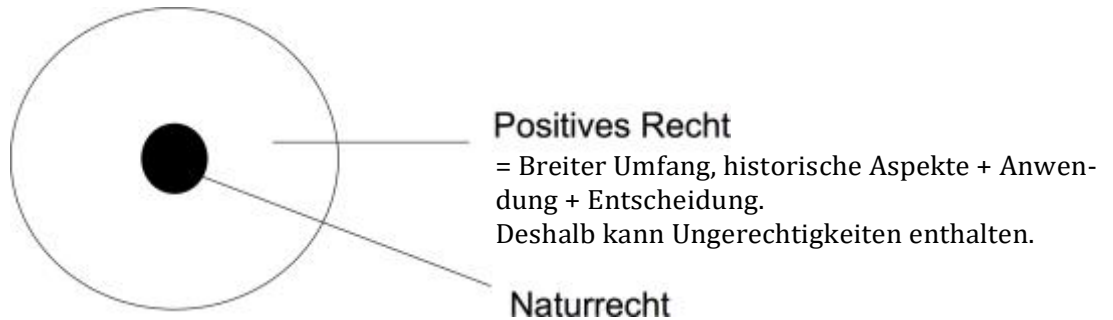 Positives Recht
= Breiter Umfang, historische Aspekte + Anwen-
dung + Entscheidung.
Deshalb kann Ungerechtigkeiten enthalten.
Naturrecht